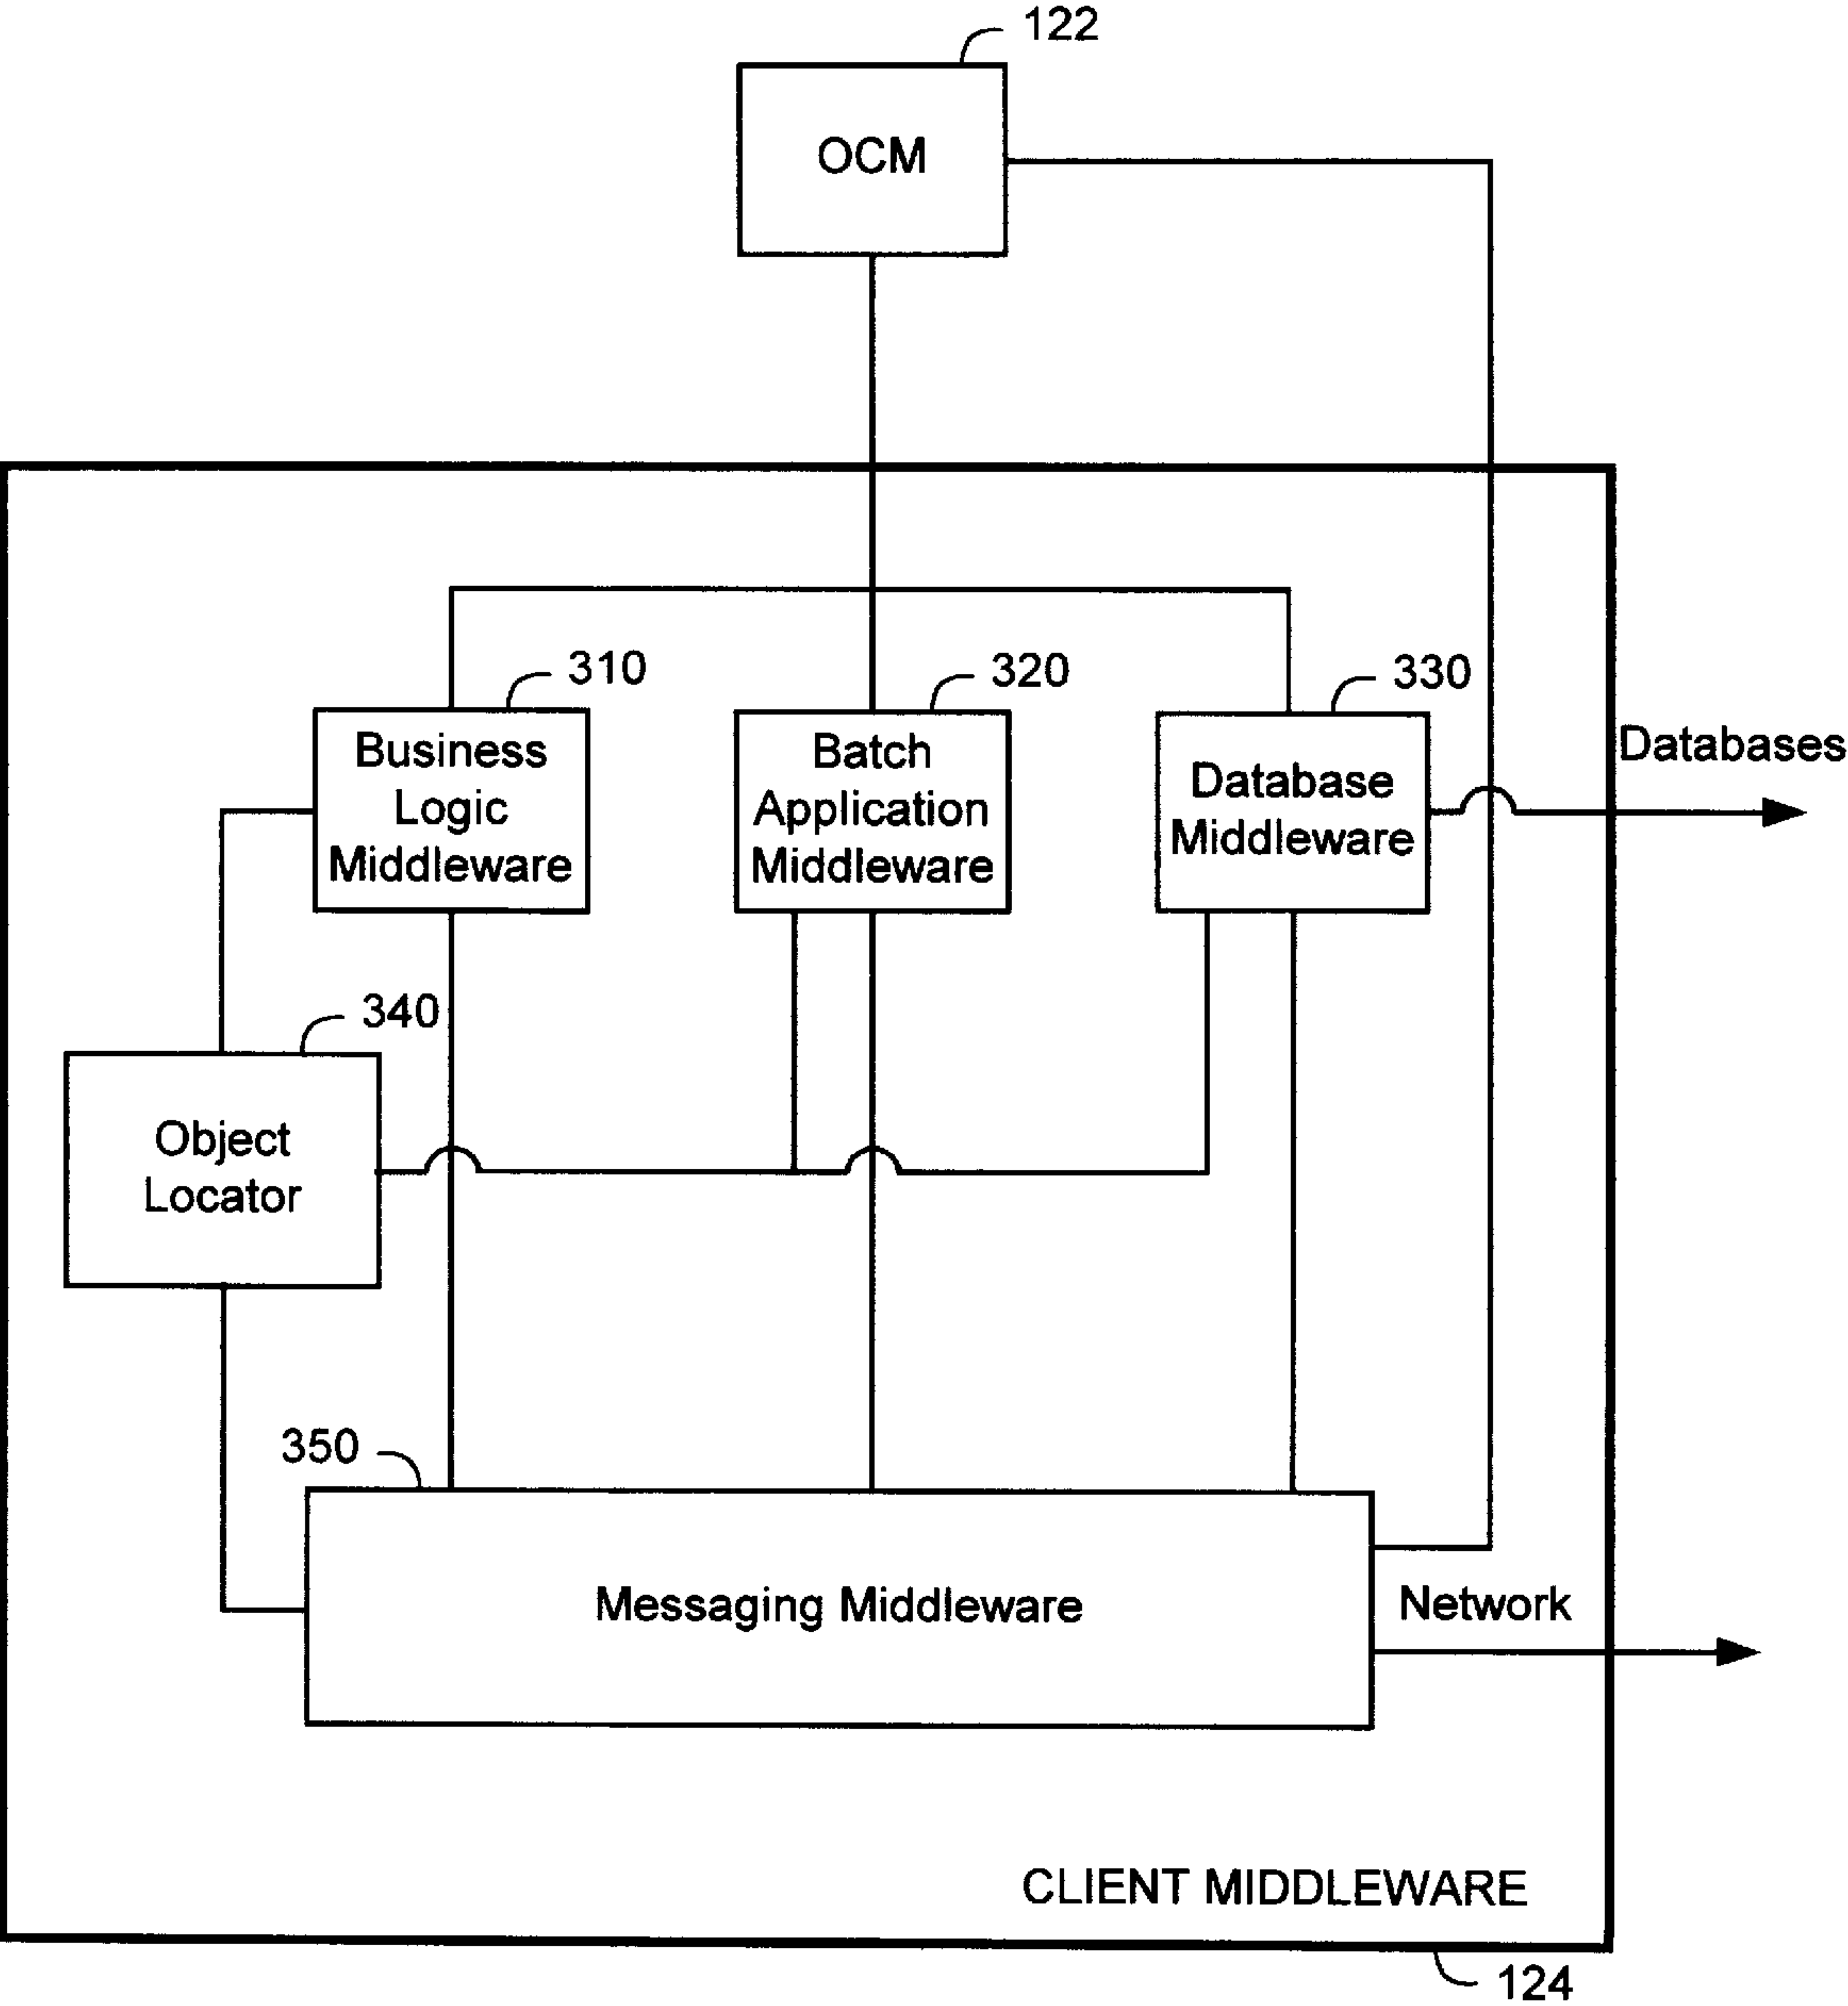 122
OCM
310
320
330
Business
Logic
Middleware
Batch
Application
Middleware
Database
Middleware
Databases
340
Object
Locator
350
Messaging Middleware
Network
CLIENT MIDDLEWARE
124